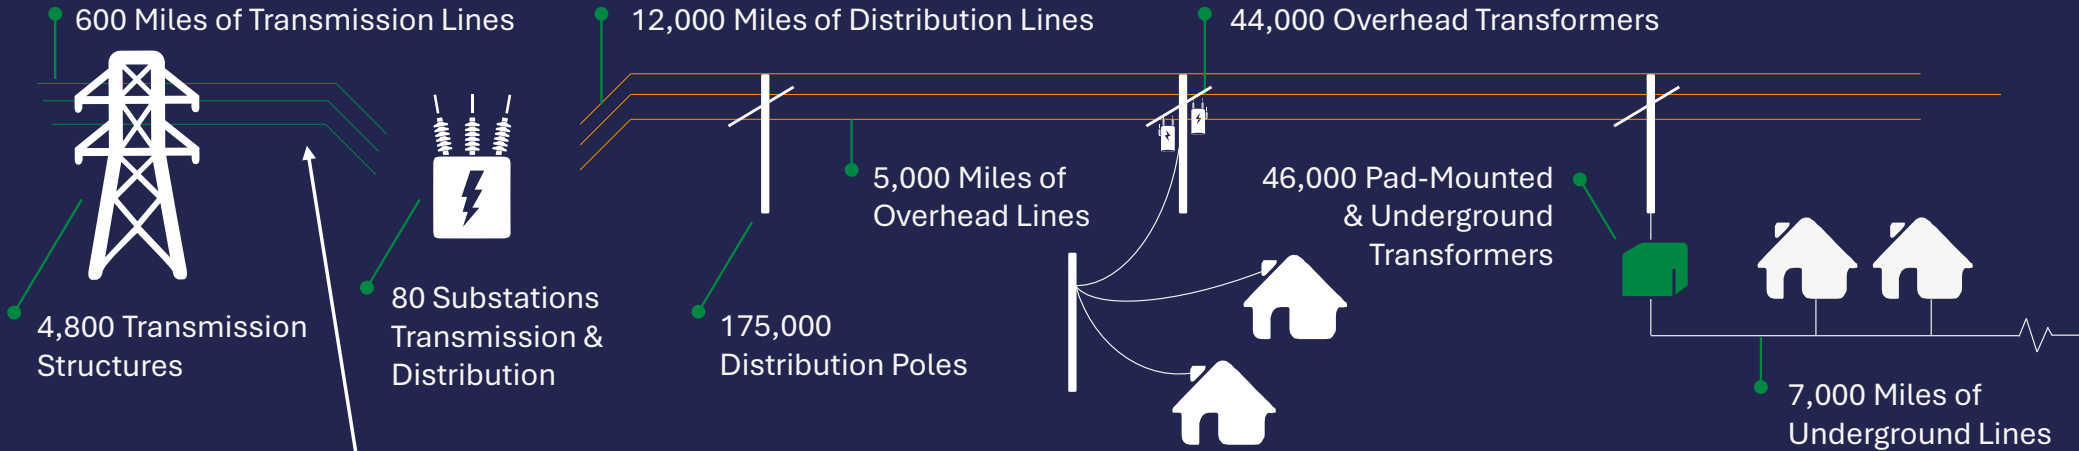 600 Miles of Transmission Lines
12,000 Miles of Distribution Lines
44,000 Overhead Transformers
5,000 Miles of
Overhead Lines
46,000 Pad-Mounted
& Underground
Transformers
4,800 Transmission
Structures
80 Substations
Transmission &
Distribution
175,000
Distribution Poles
7,000 Miles of
Underground Lines